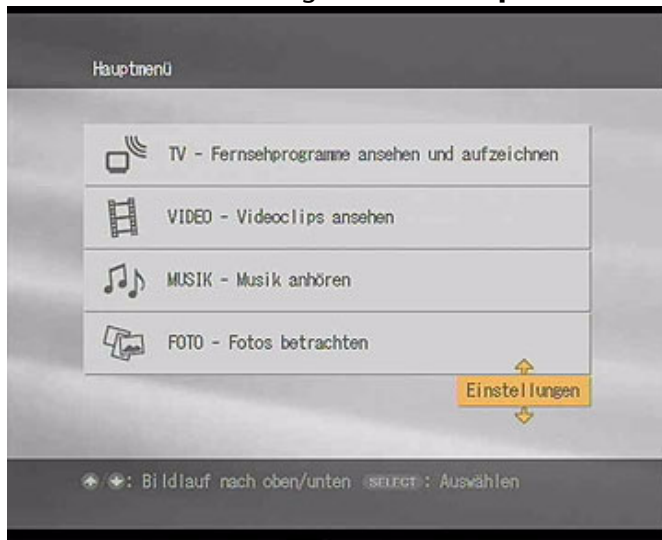 Hauptmenü
TV - Fernsehprogramme ansehen und aufzeichnen
VIDEO - Videoclips ansehen
MUSIK - Musik anhören
FOTO - Fotos betrachten
Einstellungen
: Bildlauf nach oben/unten SELECT : Auswählen